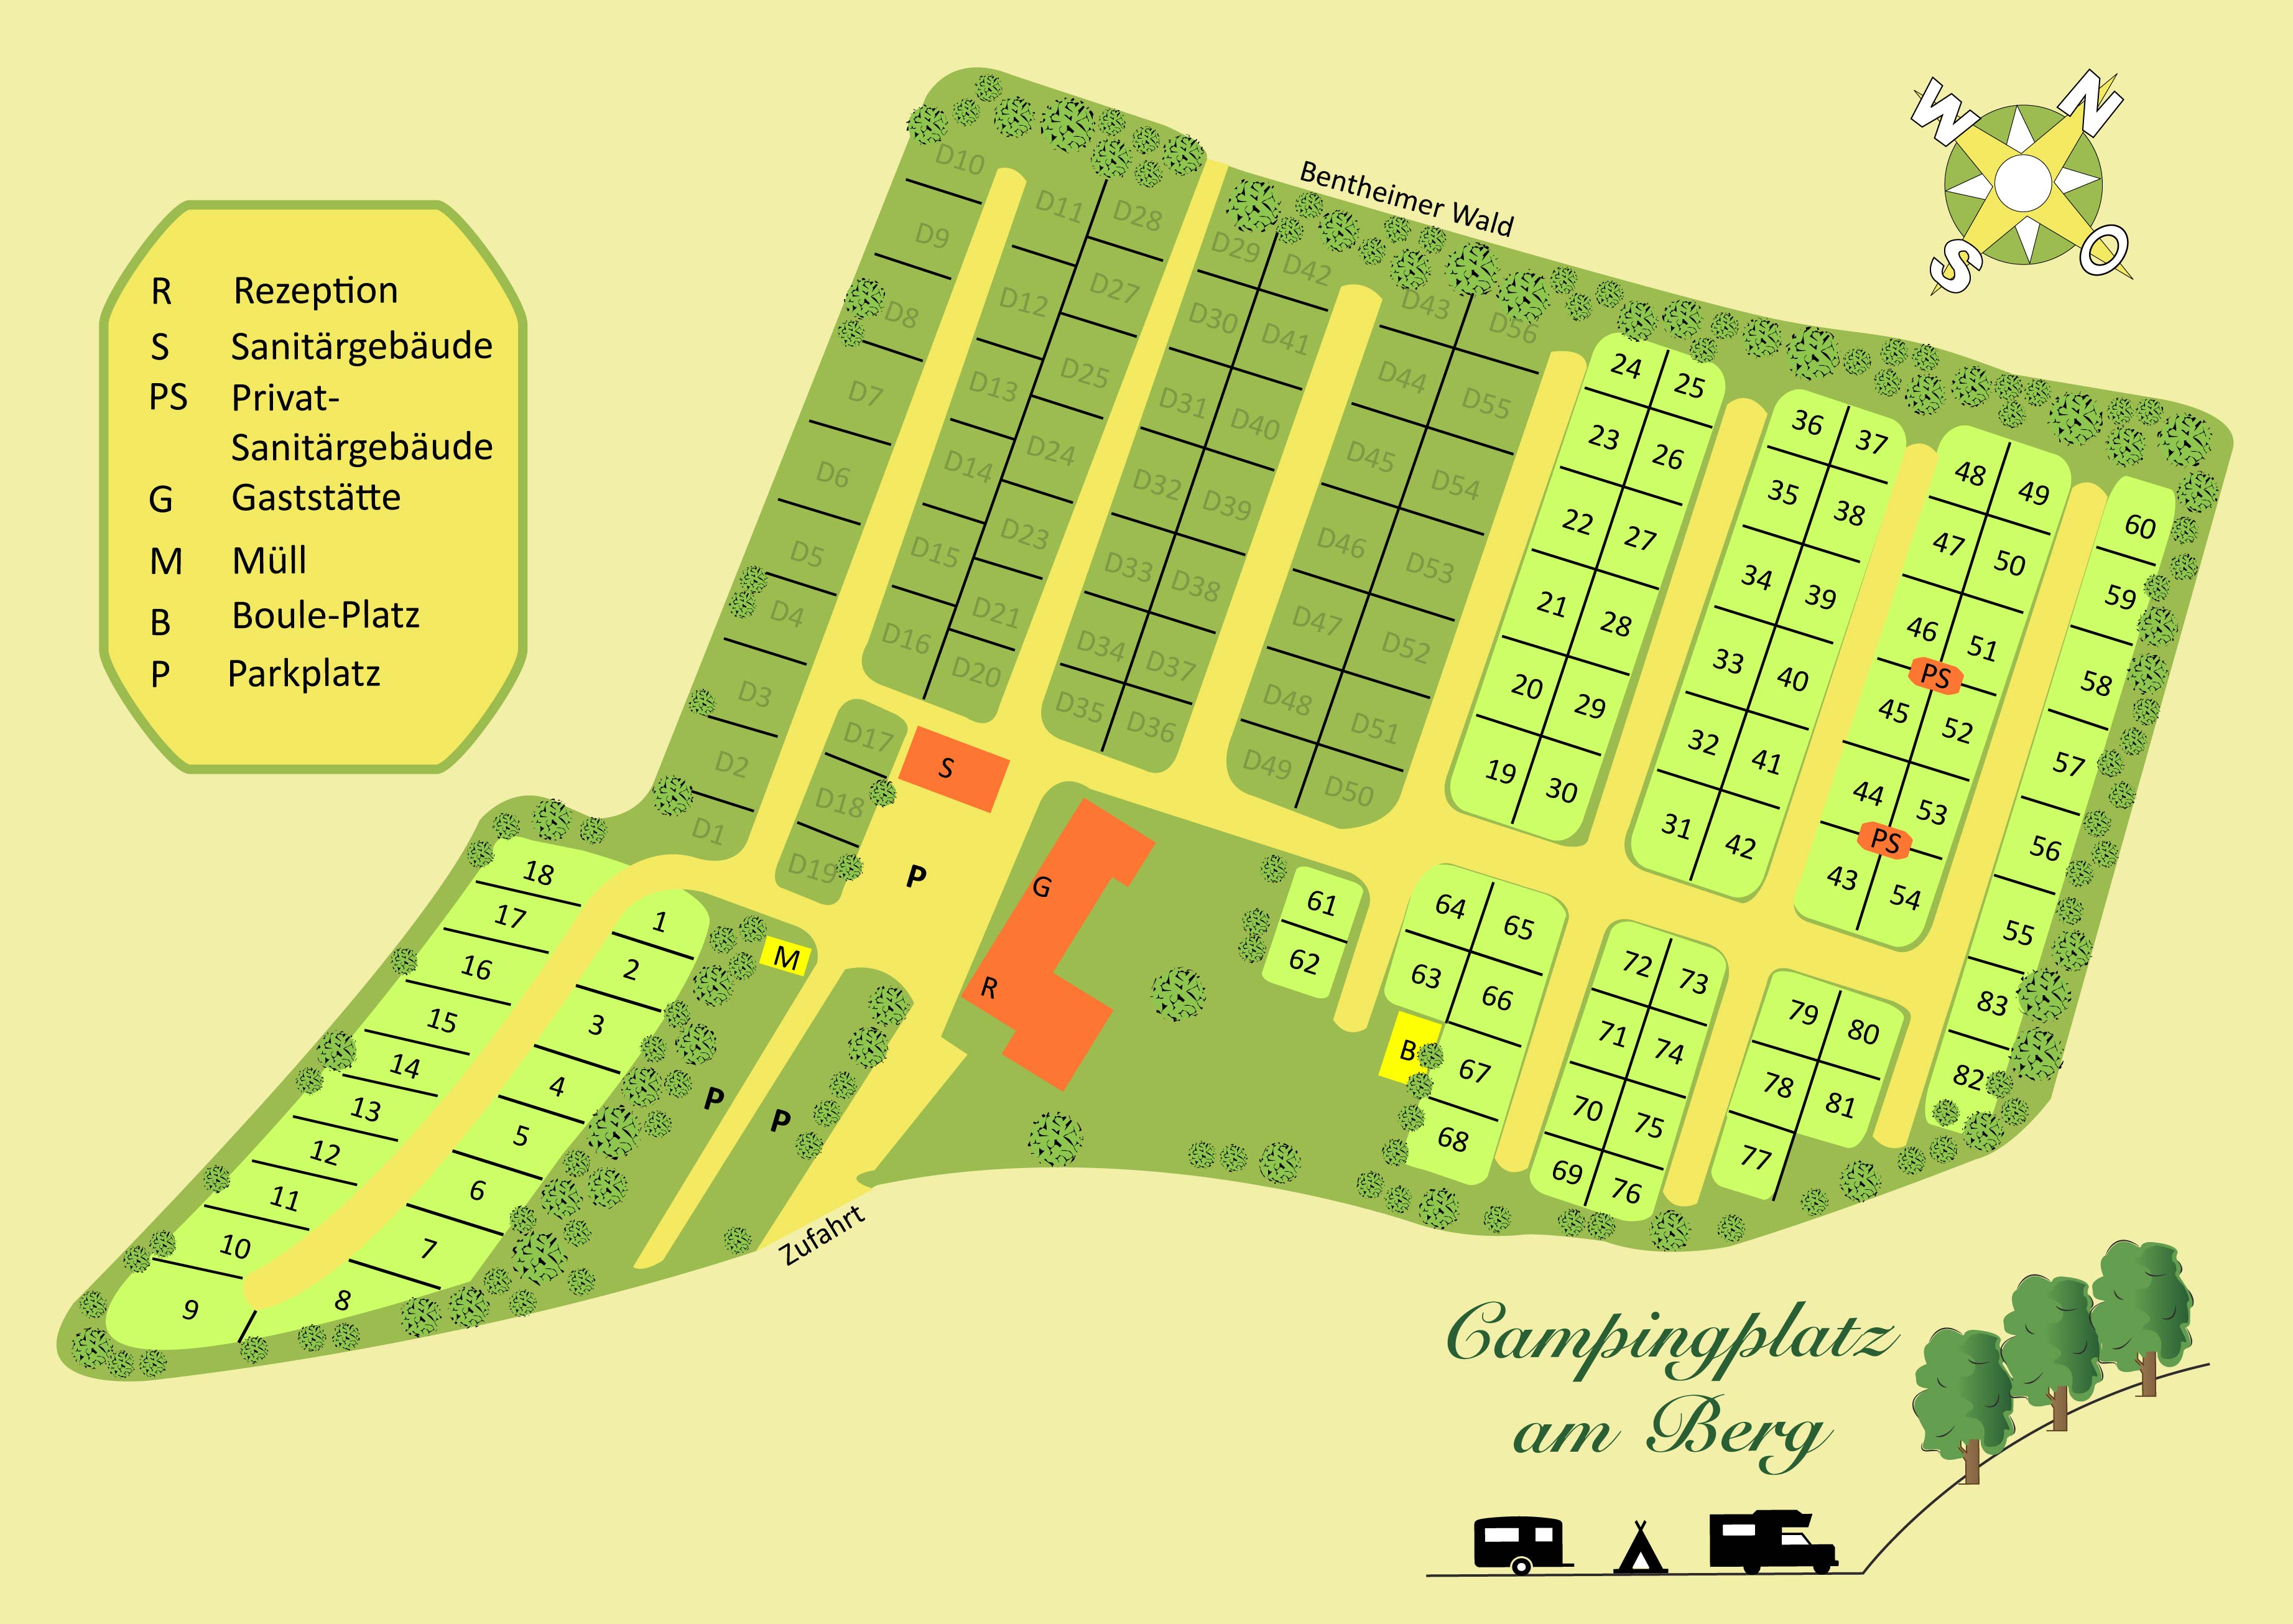 W
N
S
O
Bentheimer Wald
R Rezeption
S Sanitärgebäude
PS Privat-
Sanitärgebäude
G Gaststätte
M Müll
B Boule-Platz
P Parkplatz
D10
D9
D8
D7
D6
D5
D4
D3
D2
D1
D11 D28
D12 D27
D13 D25
D14 D24
D15 D23
D16 D21
D20
D17
D18
D19
D29 D42
D30 D41
D31 D40
D32 D39
D33 D38
D34 D37
D35 D36
D43 D56
D44 D55
D45 D54
D46 D53
D47 D52
D48 D51
D49 D50
24 25
23 26
22 27
21 28
20 29
19 30
36 37
35 38
34 39
33 40
32 41
31 42
48 49
47 50
46 51
PS
45 52
44 53
PS
43 54
60
59
58
57
56
55
83
82
S
P
G
R
M
P
P
61
62
64 65
63 66
B
67
68
72 73
71 74
70 75
69 76
79 80
78 81
77
18
17
16
15
14
13
12
11
10
9
1
2
3
4
5
6
7
8
Zufahrt
Campingplatz
am Berg